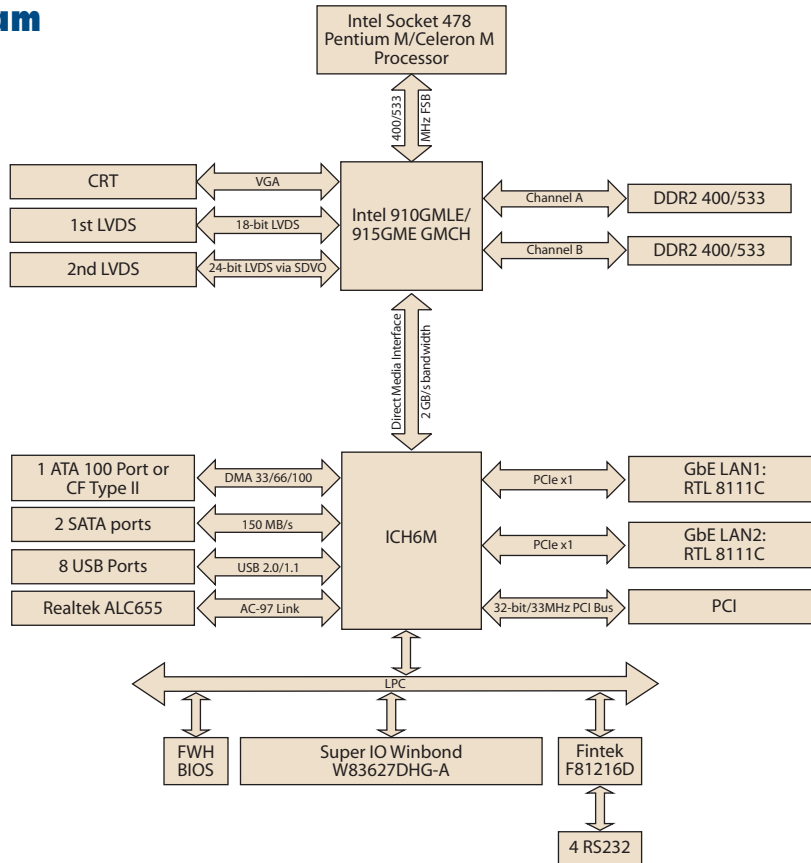 am
Intel Socket 478
Pentium M/Celeron M
Processor
400/533
MHz FSB
CRT
VGA
1st LVDS
18-bit LVDS
2nd LVDS
24-bit LVDS via SDVO
Intel 910GMLE/
915GME GMCH
Channel A
DDR2 400/533
Channel B
DDR2 400/533
Direct Media Interface
2 GB/s bandwidth
1 ATA 100 Port or
CF Type II
DMA 33/66/100
2 SATA ports
150 MB/s
8 USB Ports
USB 2.0/1.1
Realtek ALC655
AC-97 Link
ICH6M
PCIe x1
GbE LAN1:
RTL 8111C
PCIe x1
GbE LAN2:
RTL 8111C
32-bit/33MHz PCI Bus
PCI
LPC
FWH
BIOS
Super IO Winbond
W83627DHG-A
Fintek
F81216D
4 RS232